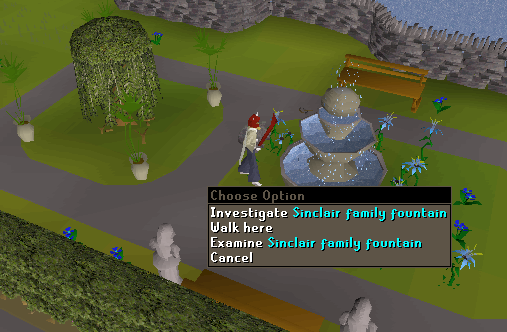 Choose Option
Investigate Sinclair family fountain
Walk here
Examine Sinclair family fountain
Cancel